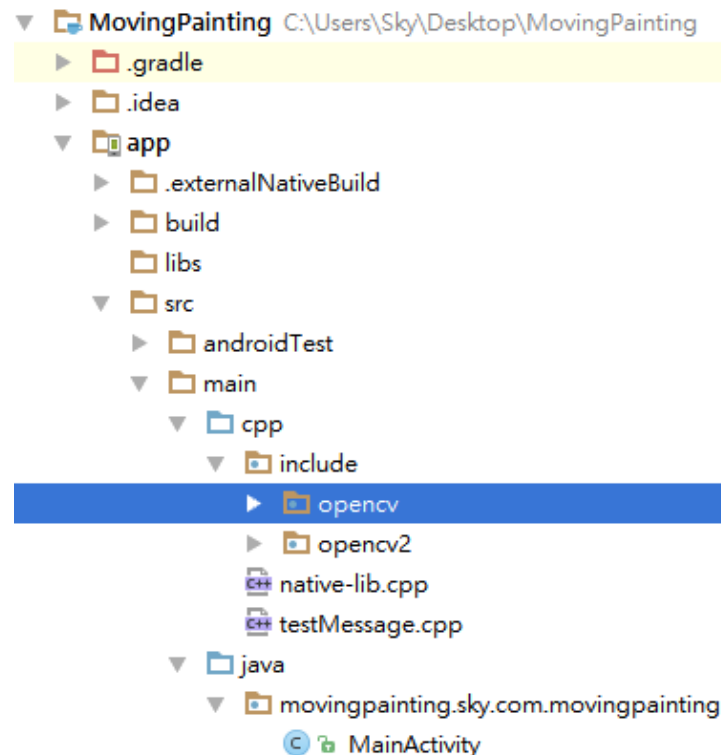 MovingPainting C:\Users\Sky\Desktop\MovingPainting
.gradle
.idea
app
.externalNativeBuild
build
libs
src
androidTest
main
cpp
include
opencv
opencv2
native-lib.cpp
testMessage.cpp
java
movingpainting.sky.com.movingpainting
MainActivity